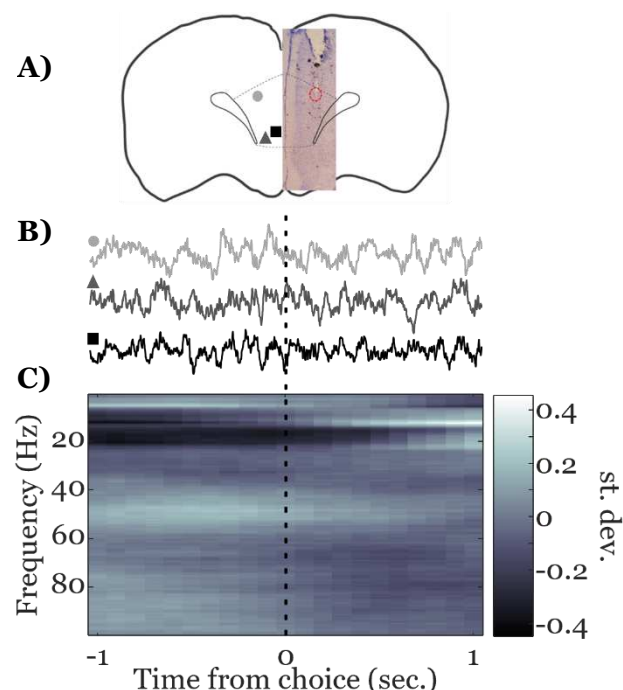 A)
B)
C)
Frequency (Hz)
20
40
60
80
-1
0
1
Time from choice (sec.)
0.4
0.2
0
-0.2
-0.4
st. dev.